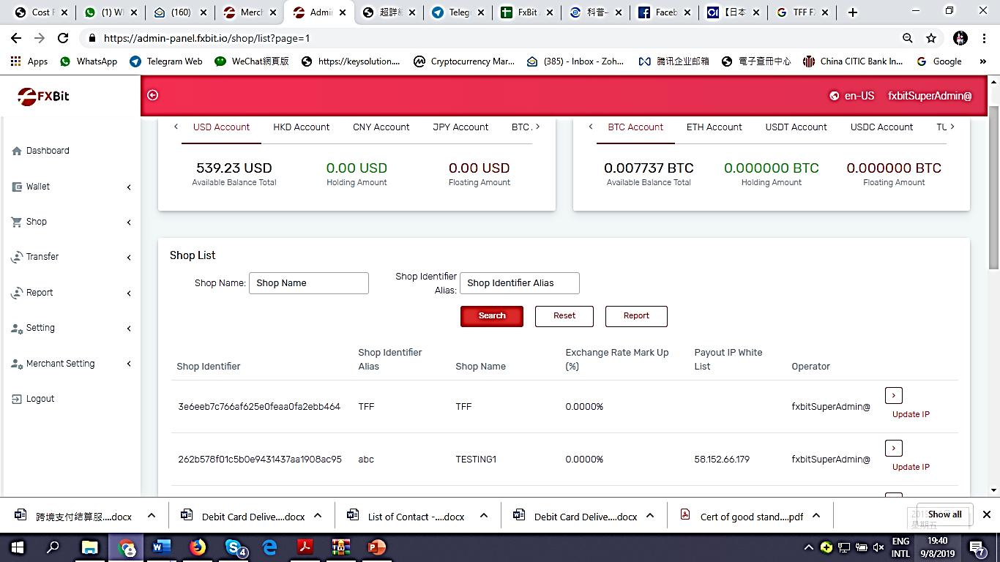 Cost F
(1) W
(160)
Merch
Admi
超詳
Teleg
FxBit
科普
Faceb
【日本
TFF F
https://admin-panel.fxbit.io/shop/list?page=1
Apps WhatsApp Telegram Web WeChat網頁版 https://keysolution.... Cryptocurrency Mar... (385) - Inbox - Zoh... 腾讯企业邮箱 電子查冊中心 China CITIC Bank In... Google »
FXBit
en-US fxbitSuperAdmin@
Dashboard
Wallet
Shop
Transfer
Report
Setting
Merchant Setting
Logout
USD Account HKD Account CNY Account JPY Account BTC
539.23 USD 0.00 USD 0.00 USD
Available Balance Total Holding Amount Floating Amount
BTC Account ETH Account USDT Account USDC Account TU
0.007737 BTC 0.000000 BTC 0.000000 BTC
Available Balance Total Holding Amount Floating Amount
Shop List
Shop Name: Shop Name
Shop Identifier
Alias: Shop Identifier Alias
Search Reset Report
Shop Identifier Shop Identifier Alias Shop Name Exchange Rate Mark Up (%) Payout IP White List Operator
3e6eeb7c766af625e0feaa0fa2ebb464 TFF TFF 0.0000% fxbitSuperAdmin@
Update IP
262b578f01c5b0e9431437aa1908ac95 abc TESTING1 0.0000% 58.152.66.179 fxbitSuperAdmin@
Update IP
跨境支付结算服....docx Debit Card Delive....docx List of Contact -....docx Debit Card Delive....docx Cert of good stand....pdf Show all
星期五
4
ENG
INTL
19:40
9/8/2019
7